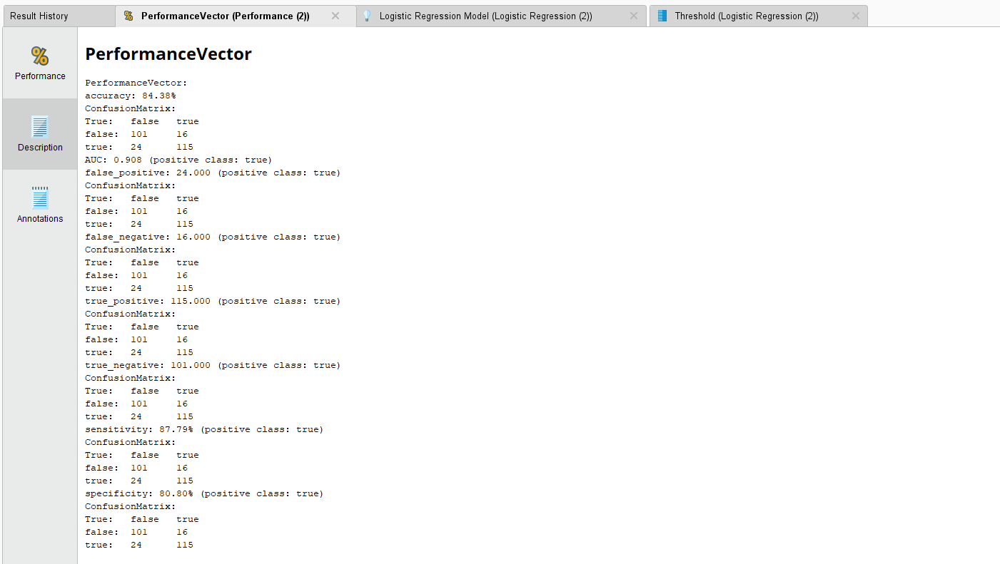 Result History
PerformanceVector (Performance (2))
Logistic Regression Model (Logistic Regression (2))
Threshold (Logistic Regression (2))
%
Performance
Description
Annotations
PerformanceVector
PerformanceVector:
accuracy: 84.38%
ConfusionMatrix:
True:   false   true
false:  101     16
true:   24      115
AUC: 0.908 (positive class: true)
false_positive: 24.000 (positive class: true)
ConfusionMatrix:
True:   false   true
false:  101     16
true:   24      115
false_negative: 16.000 (positive class: true)
ConfusionMatrix:
True:   false   true
false:  101     16
true:   24      115
true_positive: 115.000 (positive class: true)
ConfusionMatrix:
True:   false   true
false:  101     16
true:   24      115
true_negative: 101.000 (positive class: true)
ConfusionMatrix:
True:   false   true
false:  101     16
true:   24      115
sensitivity: 87.79% (positive class: true)
ConfusionMatrix:
True:   false   true
false:  101     16
true:   24      115
specificity: 80.80% (positive class: true)
ConfusionMatrix:
True:   false   true
false:  101     16
true:   24      115